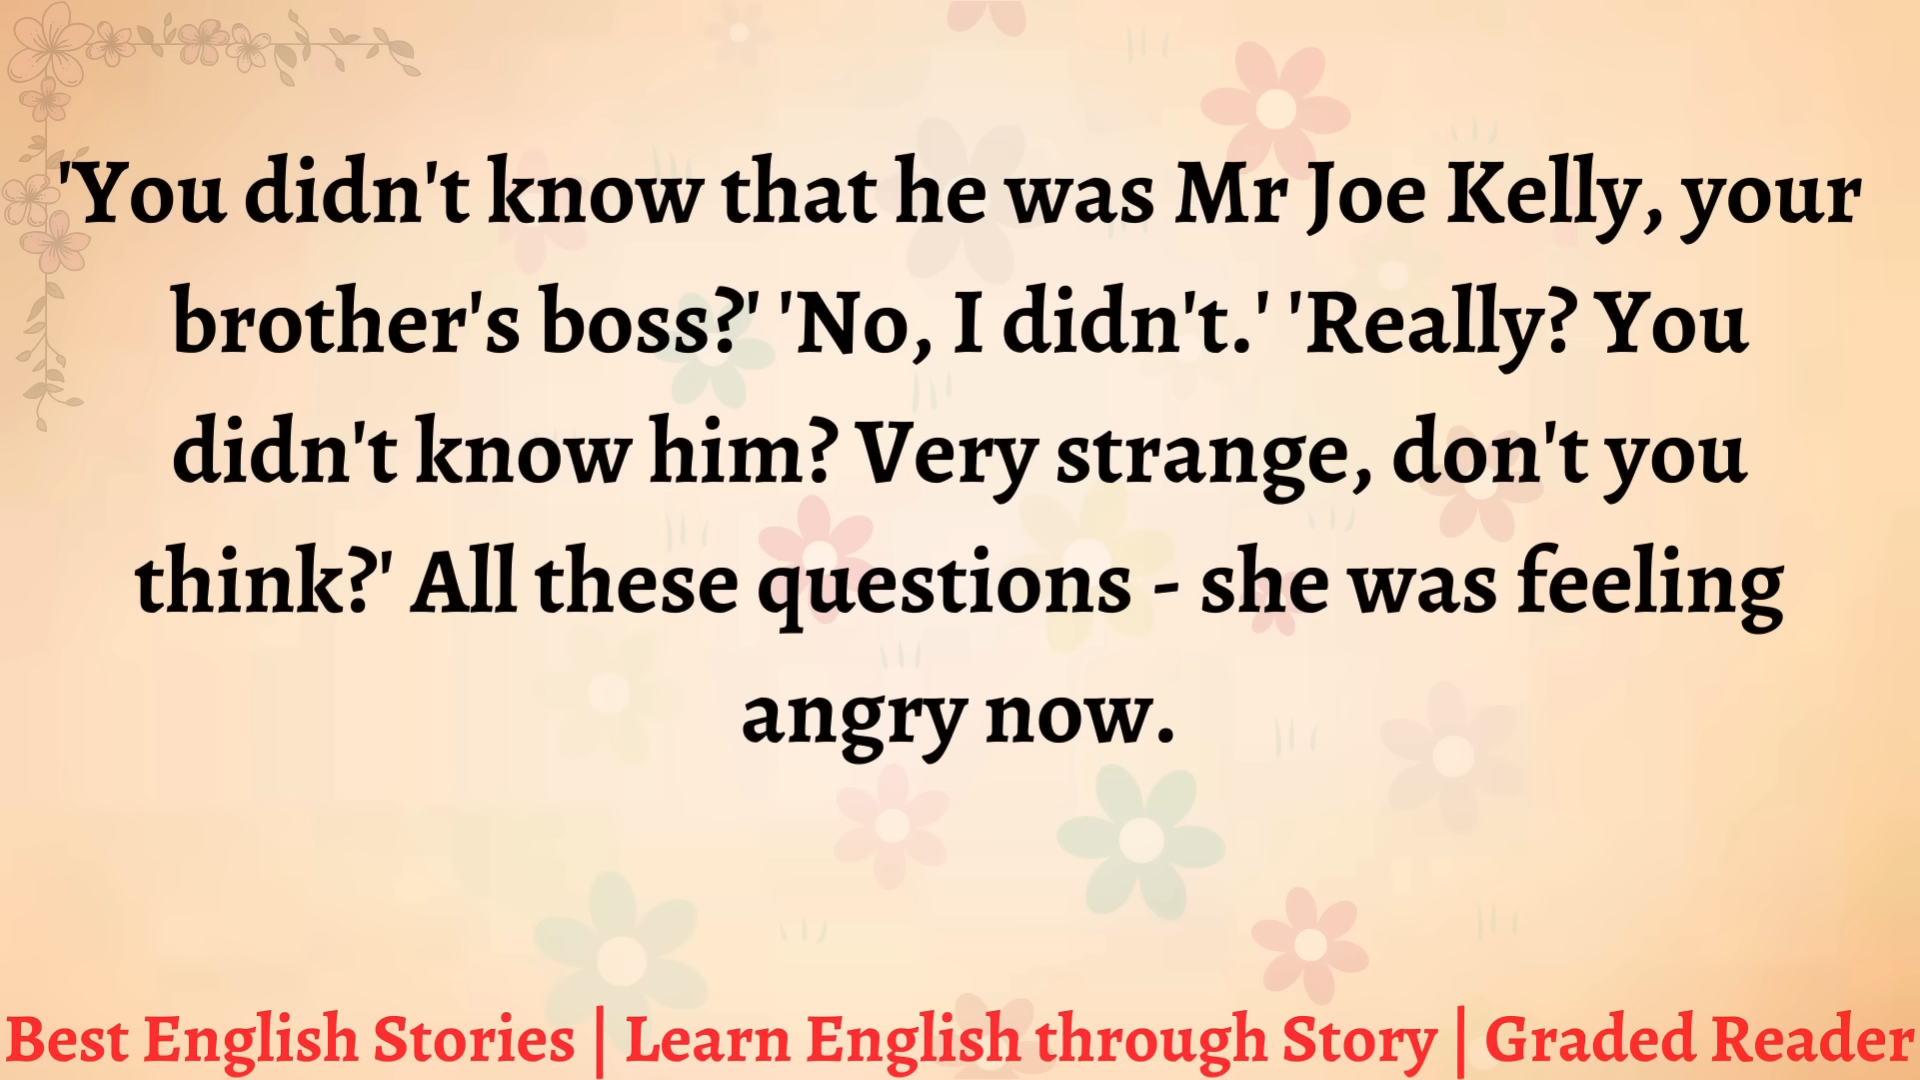 'You didn't know that he was Mr Joe Kelly, your
brother's boss?' 'No, I didn't.' 'Really? You
didn't know him? Very strange, don't you
think?' All these questions - she was feeling
angry now.
Best English Stories | Learn English through Story | Graded Reader